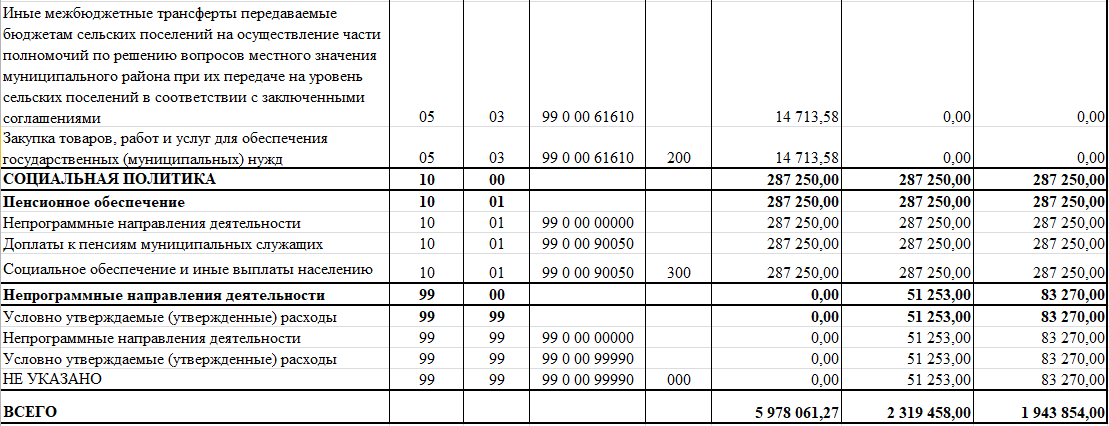 Иные межбюджетные трансферты передаваемые
бюджетам сельских поселений на осуществление части
полномочий по решению вопросов местного значения
муниципального района при их передаче на уровень
сельских поселений в соответствии с заключенными
соглашениями 05 03 99 0 00 61610 14 713,58 0,00 0,00
Закупка товаров, работ и услуг для обеспечения
государственных (муниципальных) нужд 05 03 99 0 00 61610 200 14 713,58 0,00 0,00
СОЦИАЛЬНАЯ ПОЛИТИКА 10 00 287 250,00 287 250,00 287 250,00
Пенсионное обеспечение 10 01 287 250,00 287 250,00 287 250,00
Непрограммные направления деятельности 10 01 99 0 00 00000 287 250,00 287 250,00 287 250,00
Доплаты к пенсиям муниципальных служащих 10 01 99 0 00 90050 287 250,00 287 250,00 287 250,00
Социальное обеспечение и иные выплаты населению 10 01 99 0 00 90050 300 287 250,00 287 250,00 287 250,00
Непрограммные направления деятельности 99 00 0,00 51 253,00 83 270,00
Условно утверждаемые (утвержденные) расходы 99 99 0,00 51 253,00 83 270,00
Непрограммные направления деятельности 99 99 99 0 00 00000 0,00 51 253,00 83 270,00
Условно утверждаемые (утвержденные) расходы 99 99 99 0 00 99990 0,00 51 253,00 83 270,00
НЕ УКАЗАНО 99 99 99 0 00 99990 000 0,00 51 253,00 83 270,00
ВСЕГО 5 978 061,27 2 319 458,00 1 943 854,00